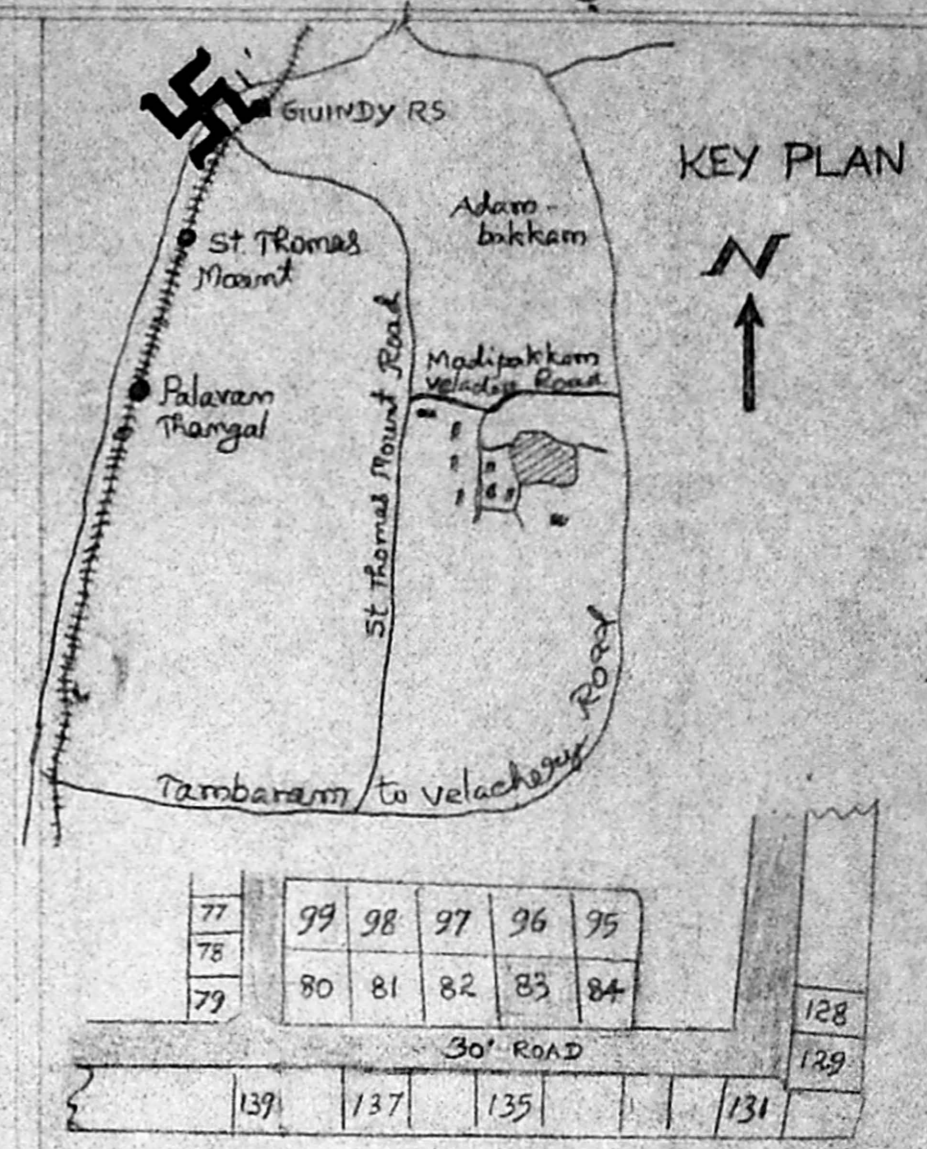 GUINDY RS
KEY PLAN
N
Adam-
bakkam
St. Thomas
Mount
Madipakkam
Road
St Thomas Mount Road
Palavam
Thangal
Tambaram to velachery Road
77
78
79
99 98 97 96 95
80 81 82 83 84
128
129
30' ROAD
139 137 135 131